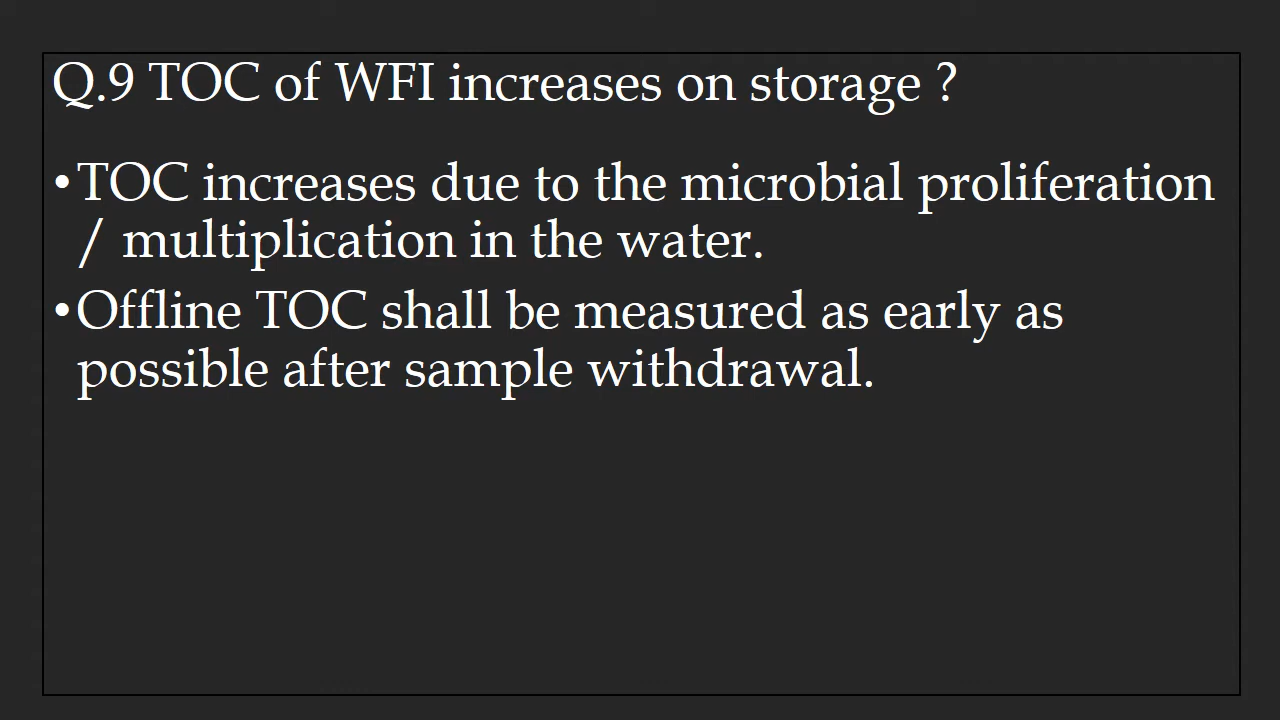 Q.9 TOC of WFI increases on storage ?
•TOC increases due to the microbial proliferation
/ multiplication in the water.
•Offline TOC shall be measured as early as
possible after sample withdrawal.